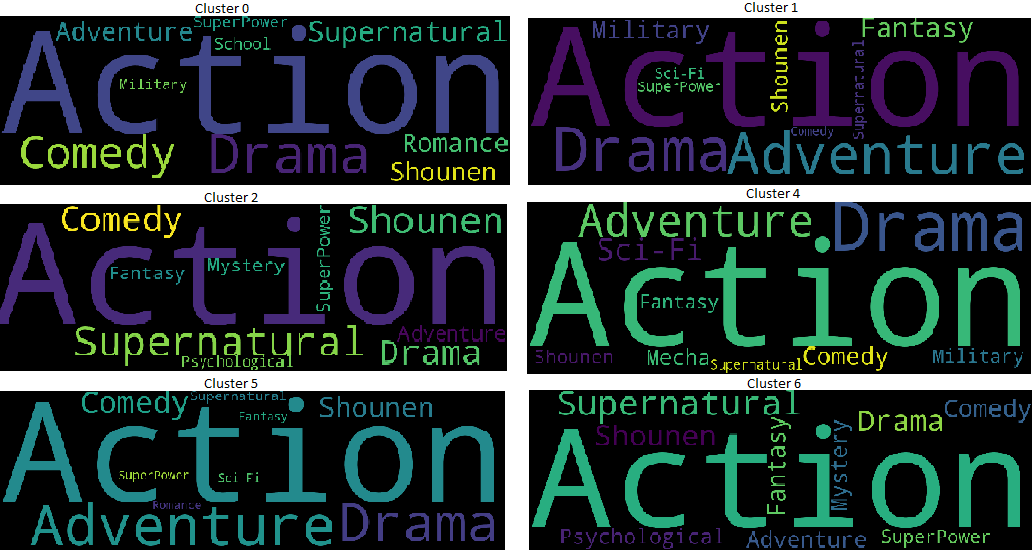 Cluster 0
SuperPower
Adventure
School
Supernatural
Action
Military
Comedy
Drama
Romance
Shounen
Cluster 1
Military
Fantasy
Action
Sci-Fi
SuperPower
Shounen
Supernatural
Comedy
Drama
Adventure
Cluster 2
Comedy
SuperPower
Shounen
Action
Fantasy
Mystery
Supernatural
Adventure
Psychological
Drama
Cluster 4
Adventure
Drama
Sci-Fi
Action
Fantasy
Shounen
Mecha
Supernatural
Comedy
Military
Cluster 5
Supernatural
Comedy
Fantasy
Shounen
Action
SuperPower
Sci-Fi
Romance
Adventure
Drama
Cluster 6
Supernatural
Comedy
Drama
Shounen
Action
Fantasy
Mystery
Psychological
Adventure
SuperPower